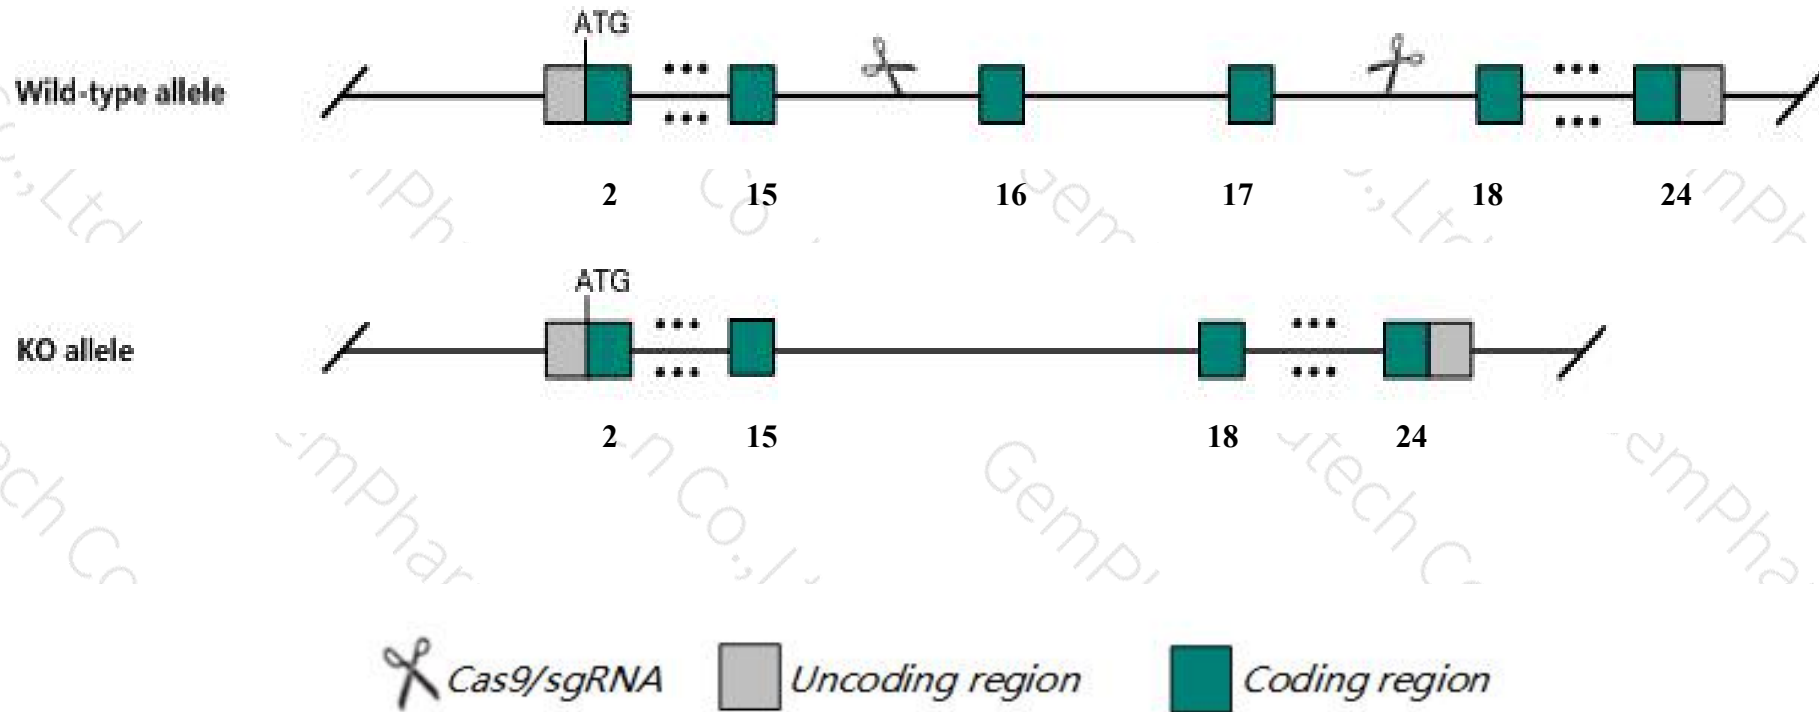 ATG
Wild-type allele
2 15 16 17 18 24
ATG
KO allele
2 15 18 24
Cas9/sgRNA Uncoding region Coding region